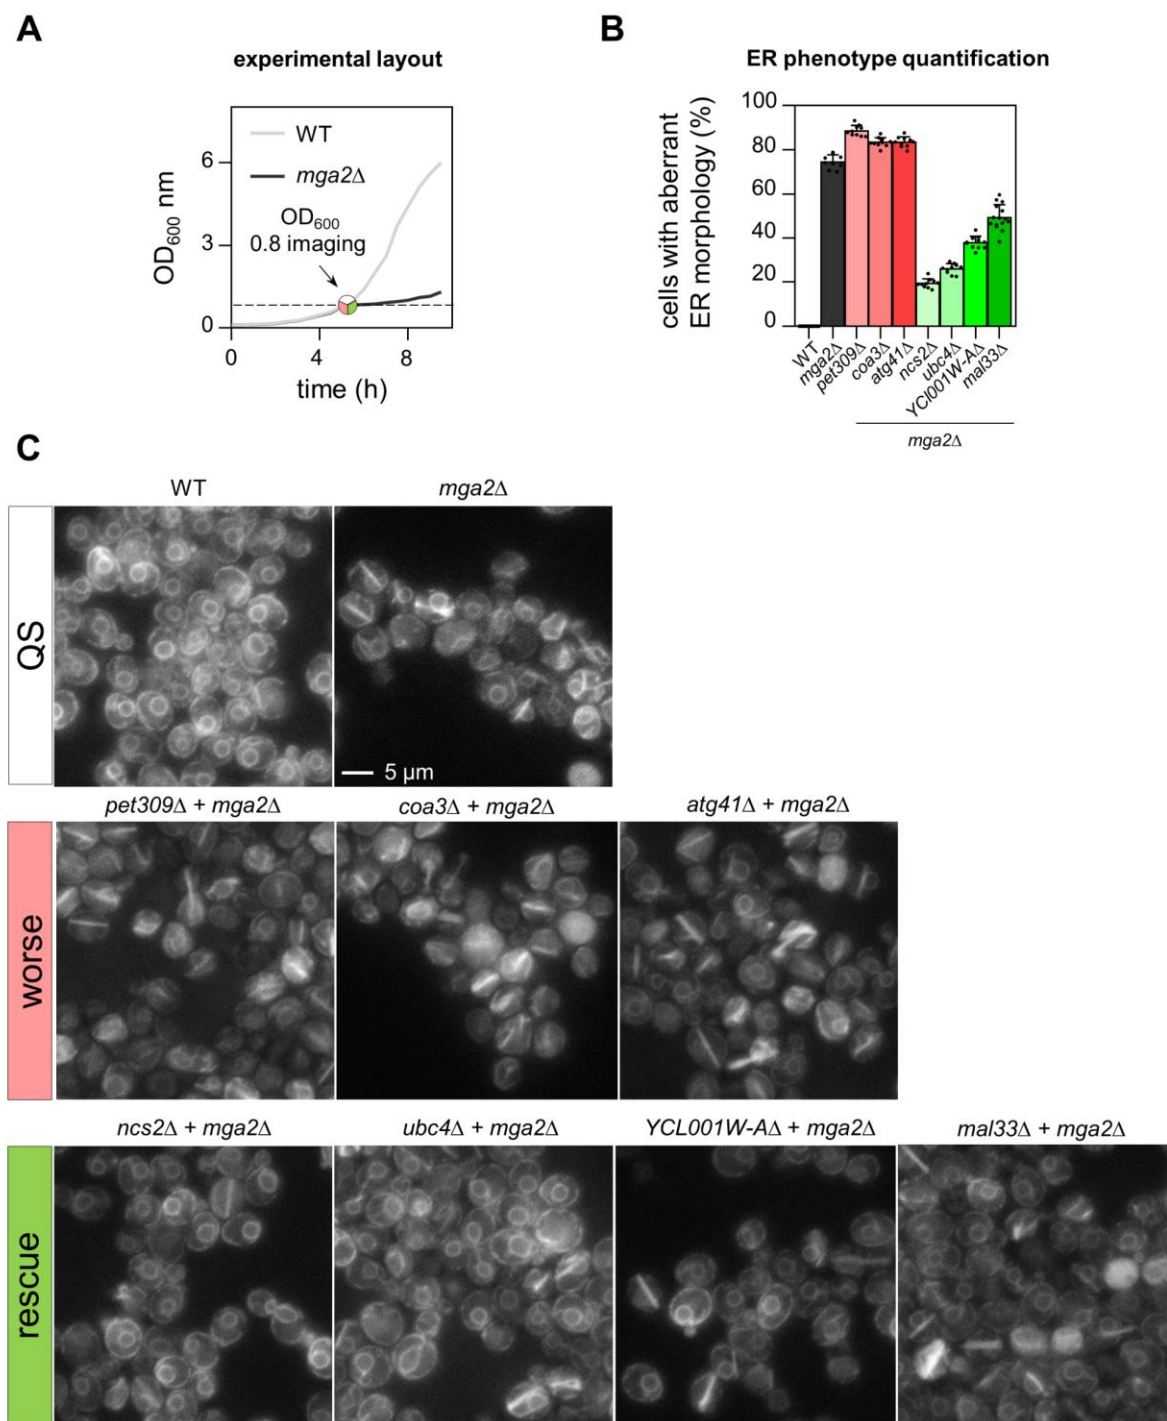 A
experimental layout
WT
mga2Δ
OD600
0.8 imaging
OD600 nm
6
3
0
0 4 8
time (h)
B
ER phenotype quantification
cells with aberrant
ER morphology (%)
100
80
60
40
20
0
WT
mga2Δ
pet309Δ
coa3Δ
atg41Δ
ncs2Δ
ubc4Δ
YCl001W-AΔ
mal33Δ
mga2Δ
C
WT mga2Δ
QS
5 µm
pet309Δ + mga2Δ coa3Δ + mga2Δ atg41Δ + mga2Δ
worse
ncs2Δ + mga2Δ ubc4Δ + mga2Δ YCL001W-AΔ + mga2Δ mal33Δ + mga2Δ
rescue